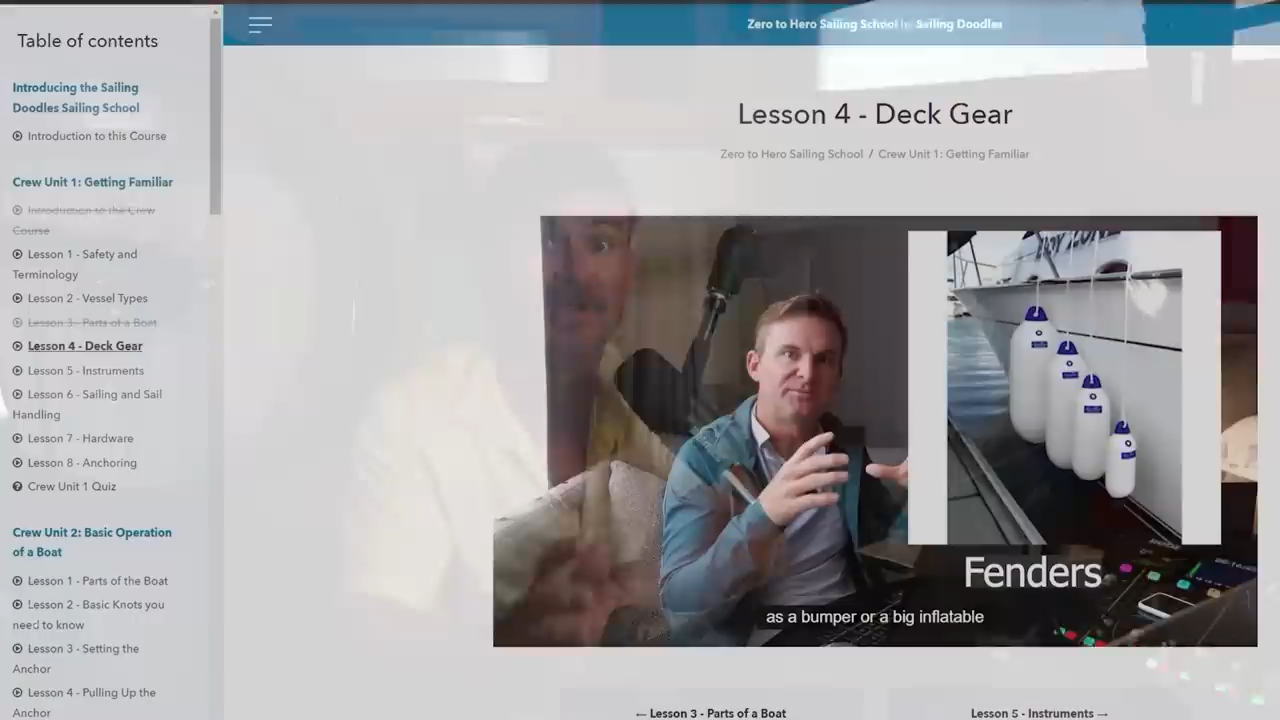 Table of contents
Zero to Hero Sailing School by Sailing Doodles
Introducing the Sailing
Doodles Sailing School
Introduction to this Course
Crew Unit 1: Getting Familiar
Introduction to the Crew
Course
Lesson 1 - Safety and
Terminology
Lesson 2 - Vessel Types
Lesson 3 - Parts of a Boat
Lesson 4 - Deck Gear
Lesson 5 - Instruments
Lesson 6 - Sailing and Sail
Handling
Lesson 7 - Hardware
Lesson 8 - Anchoring
Crew Unit 1 Quiz
Crew Unit 2: Basic Operation
of a Boat
Lesson 1 - Parts of the Boat
Lesson 2 - Basic Knots you
need to know
Lesson 3 - Setting the
Anchor
Lesson 4 - Pulling Up the
Anchor
Lesson 4 - Deck Gear
Zero to Hero Sailing School / Crew Unit 1: Getting Familiar
Fenders
as a bumper or a big inflatable
← Lesson 3 - Parts of a Boat
Lesson 5 - Instruments →